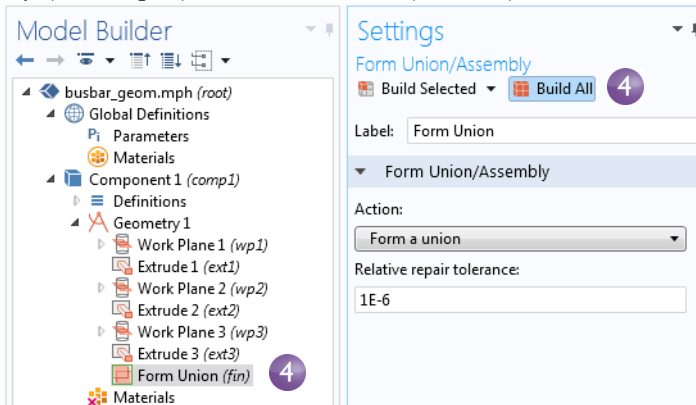 Model Builder
busbar_geom.mph (root)
Global Definitions
Pi Parameters
Materials
Component 1 (comp1)
Definitions
Geometry 1
Work Plane 1 (wp1)
Extrude 1 (ext1)
Work Plane 2 (wp2)
Extrude 2 (ext2)
Work Plane 3 (wp3)
Extrude 3 (ext3)
Form Union (fin) 4
Materials
Settings
Form Union/Assembly
Build Selected Build All 4
Label: Form Union
Form Union/Assembly
Action:
Form a union
Relative repair tolerance:
1E-6